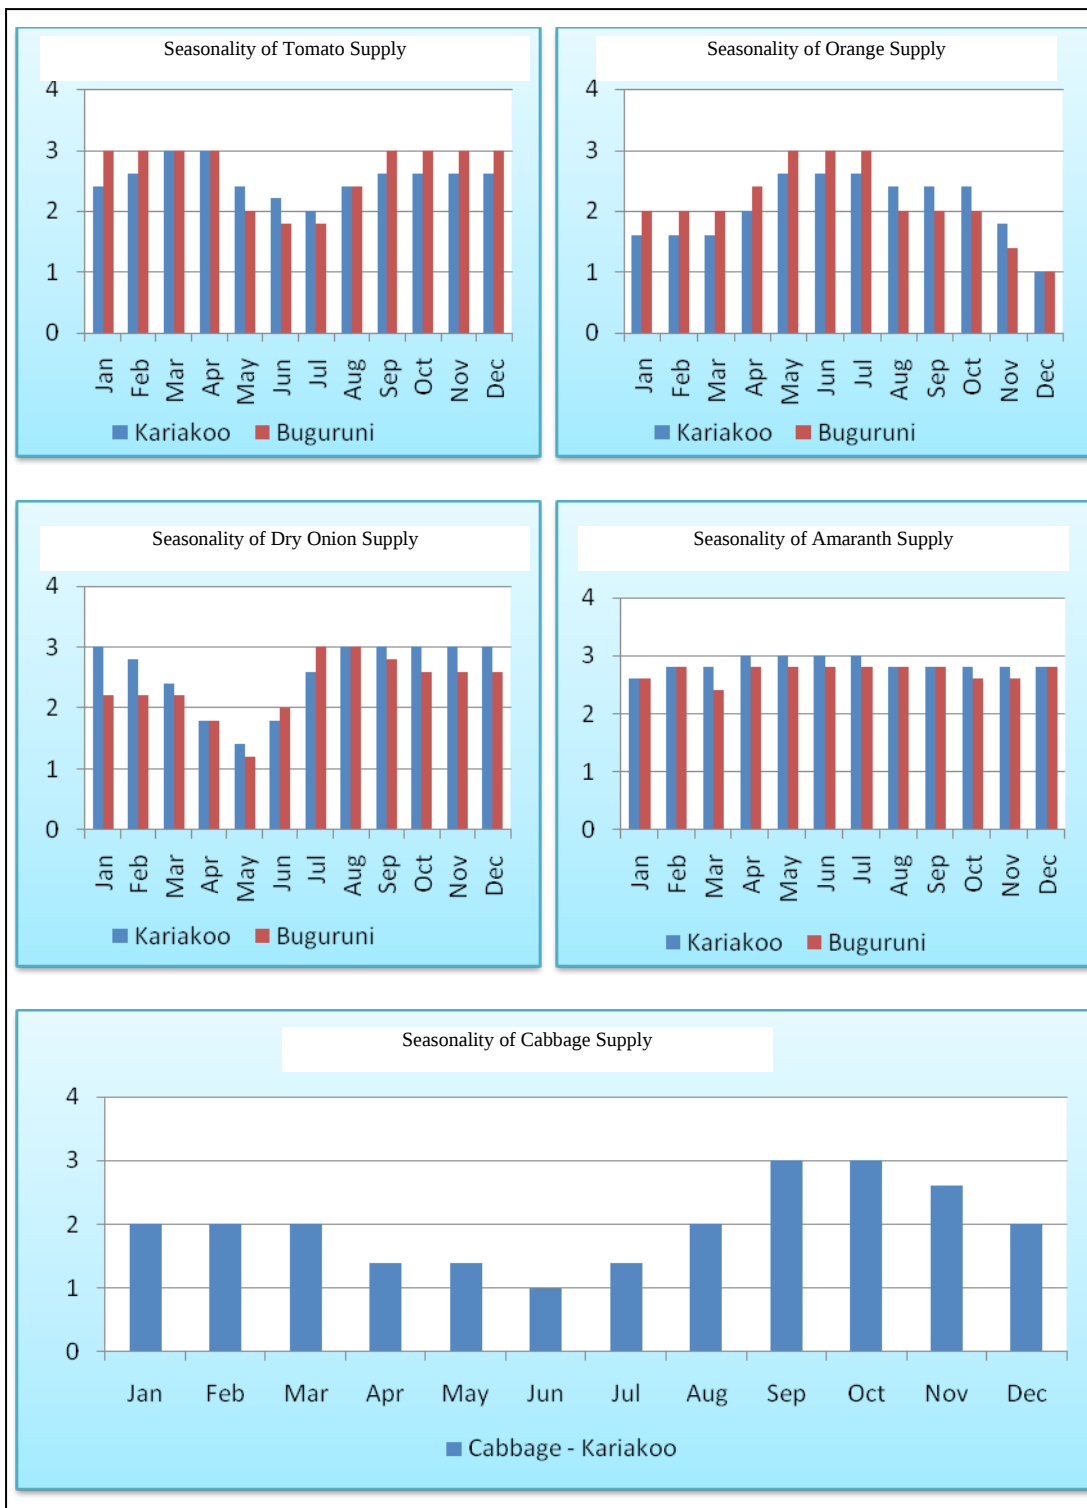 Seasonality of Tomato Supply
4
3
2
1
0
Jan Feb Mar Apr May Jun Jul Aug Sep Oct Nov Dec
Kariakoo Buguruni
Seasonality of Orange Supply
4
3
2
1
0
Jan Feb Mar Apr May Jun Jul Aug Sep Oct Nov Dec
Kariakoo Buguruni
Seasonality of Dry Onion Supply
4
3
2
1
0
Jan Feb Mar Apr May Jun Jul Aug Sep Oct Nov Dec
Kariakoo Buguruni
Seasonality of Amaranth Supply
4
3
2
1
0
Jan Feb Mar Apr May Jun Jul Aug Sep Oct Nov Dec
Kariakoo Buguruni
Seasonality of Cabbage Supply
4
3
2
1
0
Jan Feb Mar Apr May Jun Jul Aug Sep Oct Nov Dec
Cabbage - Kariakoo